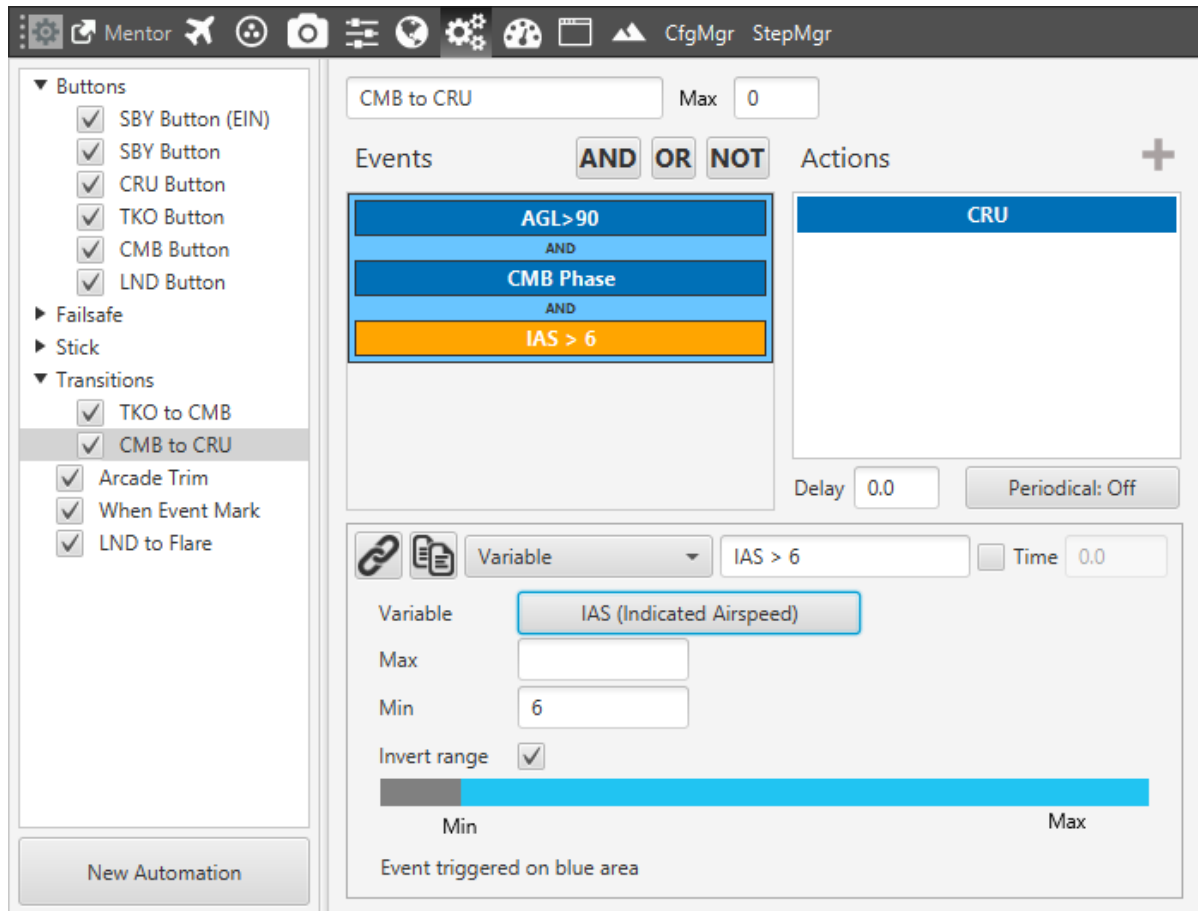 Mentor CfgMgr StepMgr
Buttons
SBY Button (EIN)
SBY Button
CRU Button
TKO Button
CMB Button
LND Button
Failsafe
Stick
Transitions
TKO to CMB
CMB to CRU
Arcade Trim
When Event Mark
LND to Flare
New Automation
CMB to CRU Max 0
Events AND OR NOT Actions
AGL>90
AND
CMB Phase
AND
IAS > 6
CRU
Delay 0.0 Periodical: Off
Variable IAS > 6 Time 0.0
Variable IAS (Indicated Airspeed)
Max
Min 6
Invert range
Min Max
Event triggered on blue area